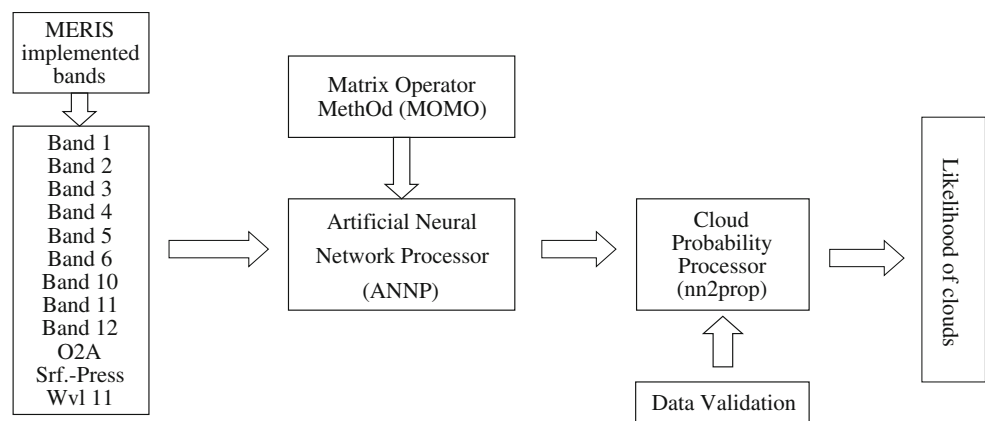 MERIS
implemented
bands
Band 1
Band 2
Band 3
Band 4
Band 5
Band 6
Band 10
Band 11
Band 12
O2A
Srf.-Press
Wvl 11
Matrix Operator
MethOd (MOMO)
Artificial Neural
Network Processor
(ANNP)
Cloud
Probability
Processor
(nn2prop)
Data Validation
Likelihood of clouds